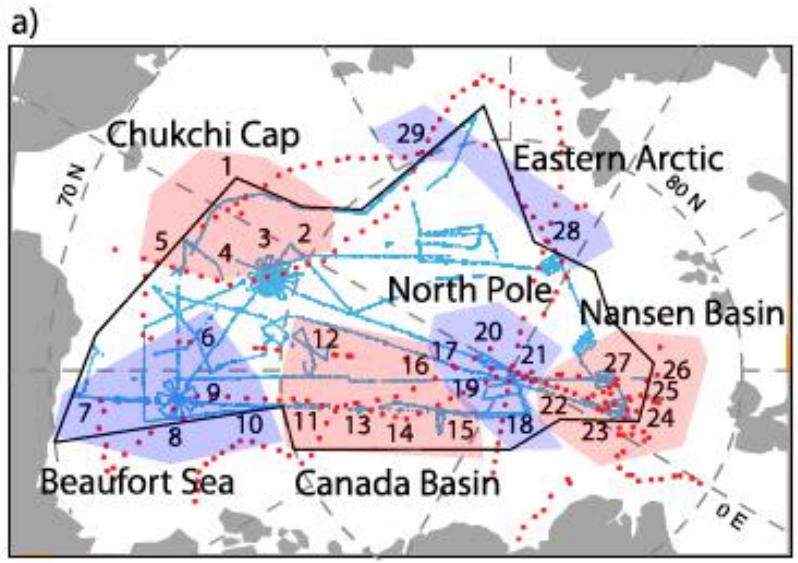 a)
Chukchi Cap
29
Eastern Arctic
1
70 N
80 N
5
4
3
2
28
North Pole
Nansen Basin
6
12
20
17
21
16
27
26
7
9
19
25
8
10
11
13
14
15
18
22
23
24
Beaufort Sea
Canada Basin
0 E